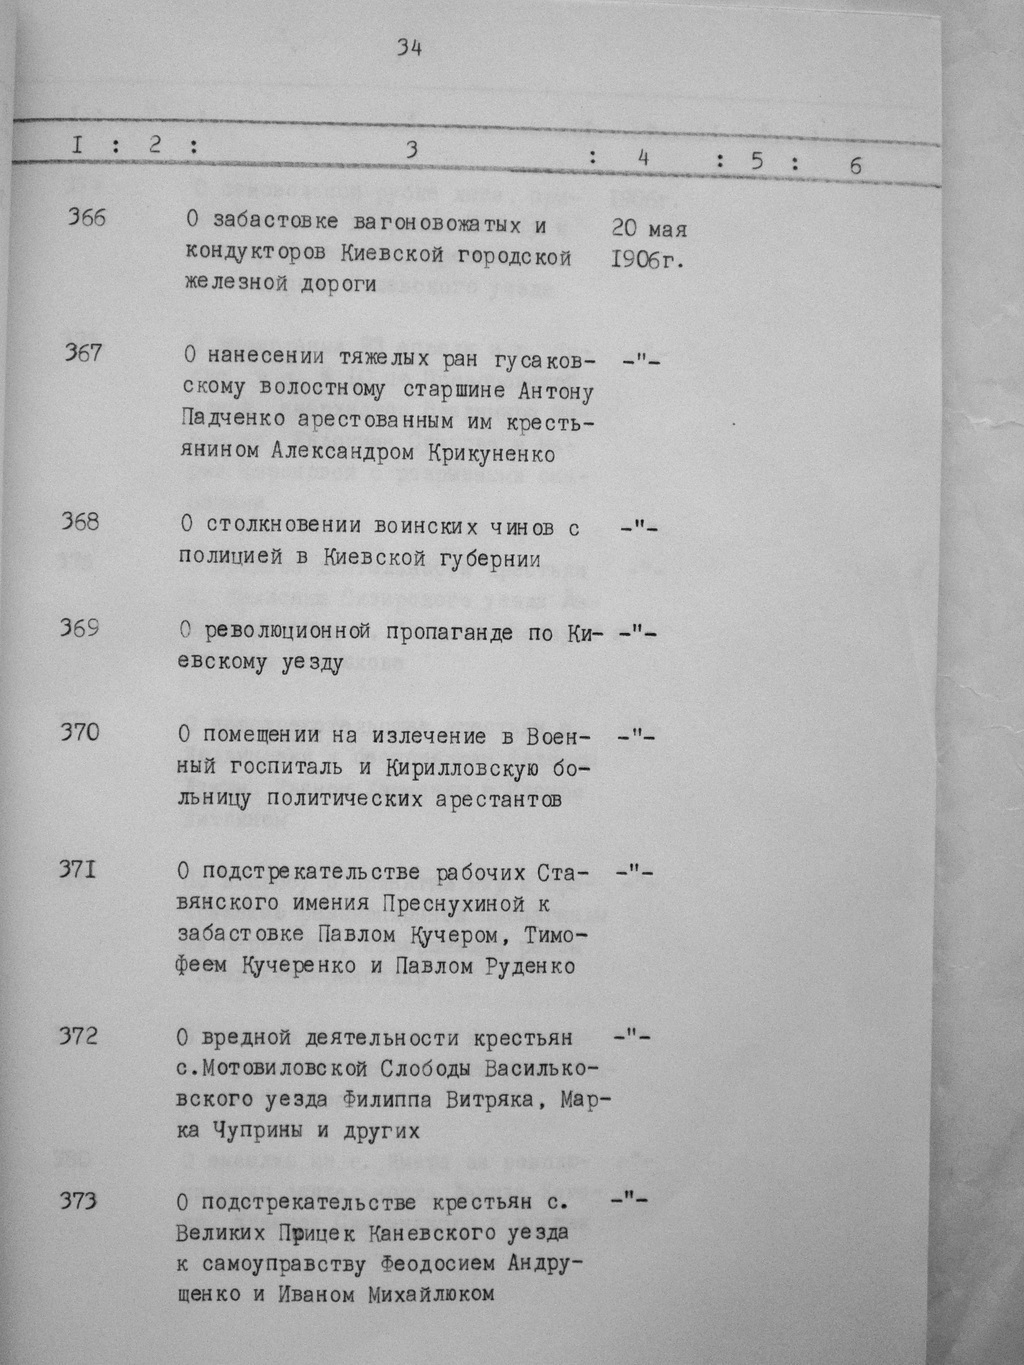 34
I : 2 : 3 : 4 : 5 : 6
366 О забастовке вагоновожатых и 20 мая
кондукторов Киевской городской 1906г.
железной дороги
367 О нанесении тяжелых ран гусаков- -"-
скому волостному старшине Антону
Падченко арестованным им кресть-
янином Александром Крикуненко
368 О столкновении воинских чинов с -"-
полицией в Киевской губернии
369 О революционной пропаганде по Ки- -"-
евскому уезду
370 О помещении на излечение в Воен- -"-
ный госпиталь и Кирилловскую бо-
льницу политических арестантов
371 О подстрекательстве рабочих Ста- -"-
вянского имения Преснухиной к
забастовке Павлом Кучером, Тимо-
феем Кучеренко и Павлом Руденко
372 О вредной деятельности крестьян -"-
с.Мотовиловской Слободы Василько-
вского уезда Филиппа Витряка, Мар-
ка Чуприны и других
373 О подстрекательстве крестьян с. -"-
Великих Прицек Каневского уезда
к самоуправству Феодосием Андру-
щенко и Иваном Михайлюком